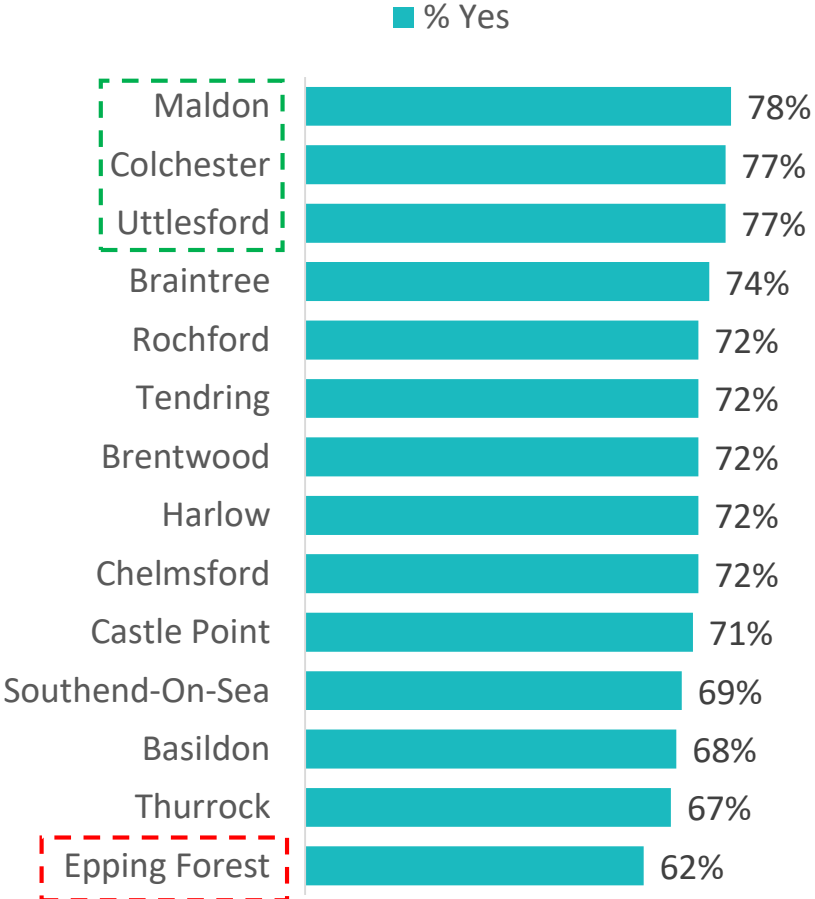 % Yes
Maldon 78%
Colchester 77%
Uttlesford 77%
Braintree 74%
Rochford 72%
Tendring 72%
Brentwood 72%
Harlow 72%
Chelmsford 72%
Castle Point 71%
Southend-On-Sea 69%
Basildon 68%
Thurrock 67%
Epping Forest 62%